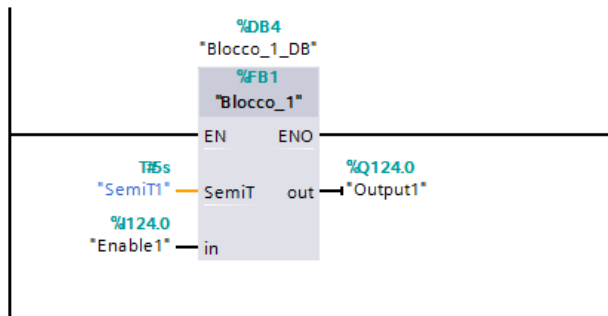 %DB4
"Blocco_1_DB"
%FB1
"Blocco_1"
EN ENO
T#5s %Q124.0
"SemiT1" SemiT out "Output1"
%I124.0
"Enable1" in